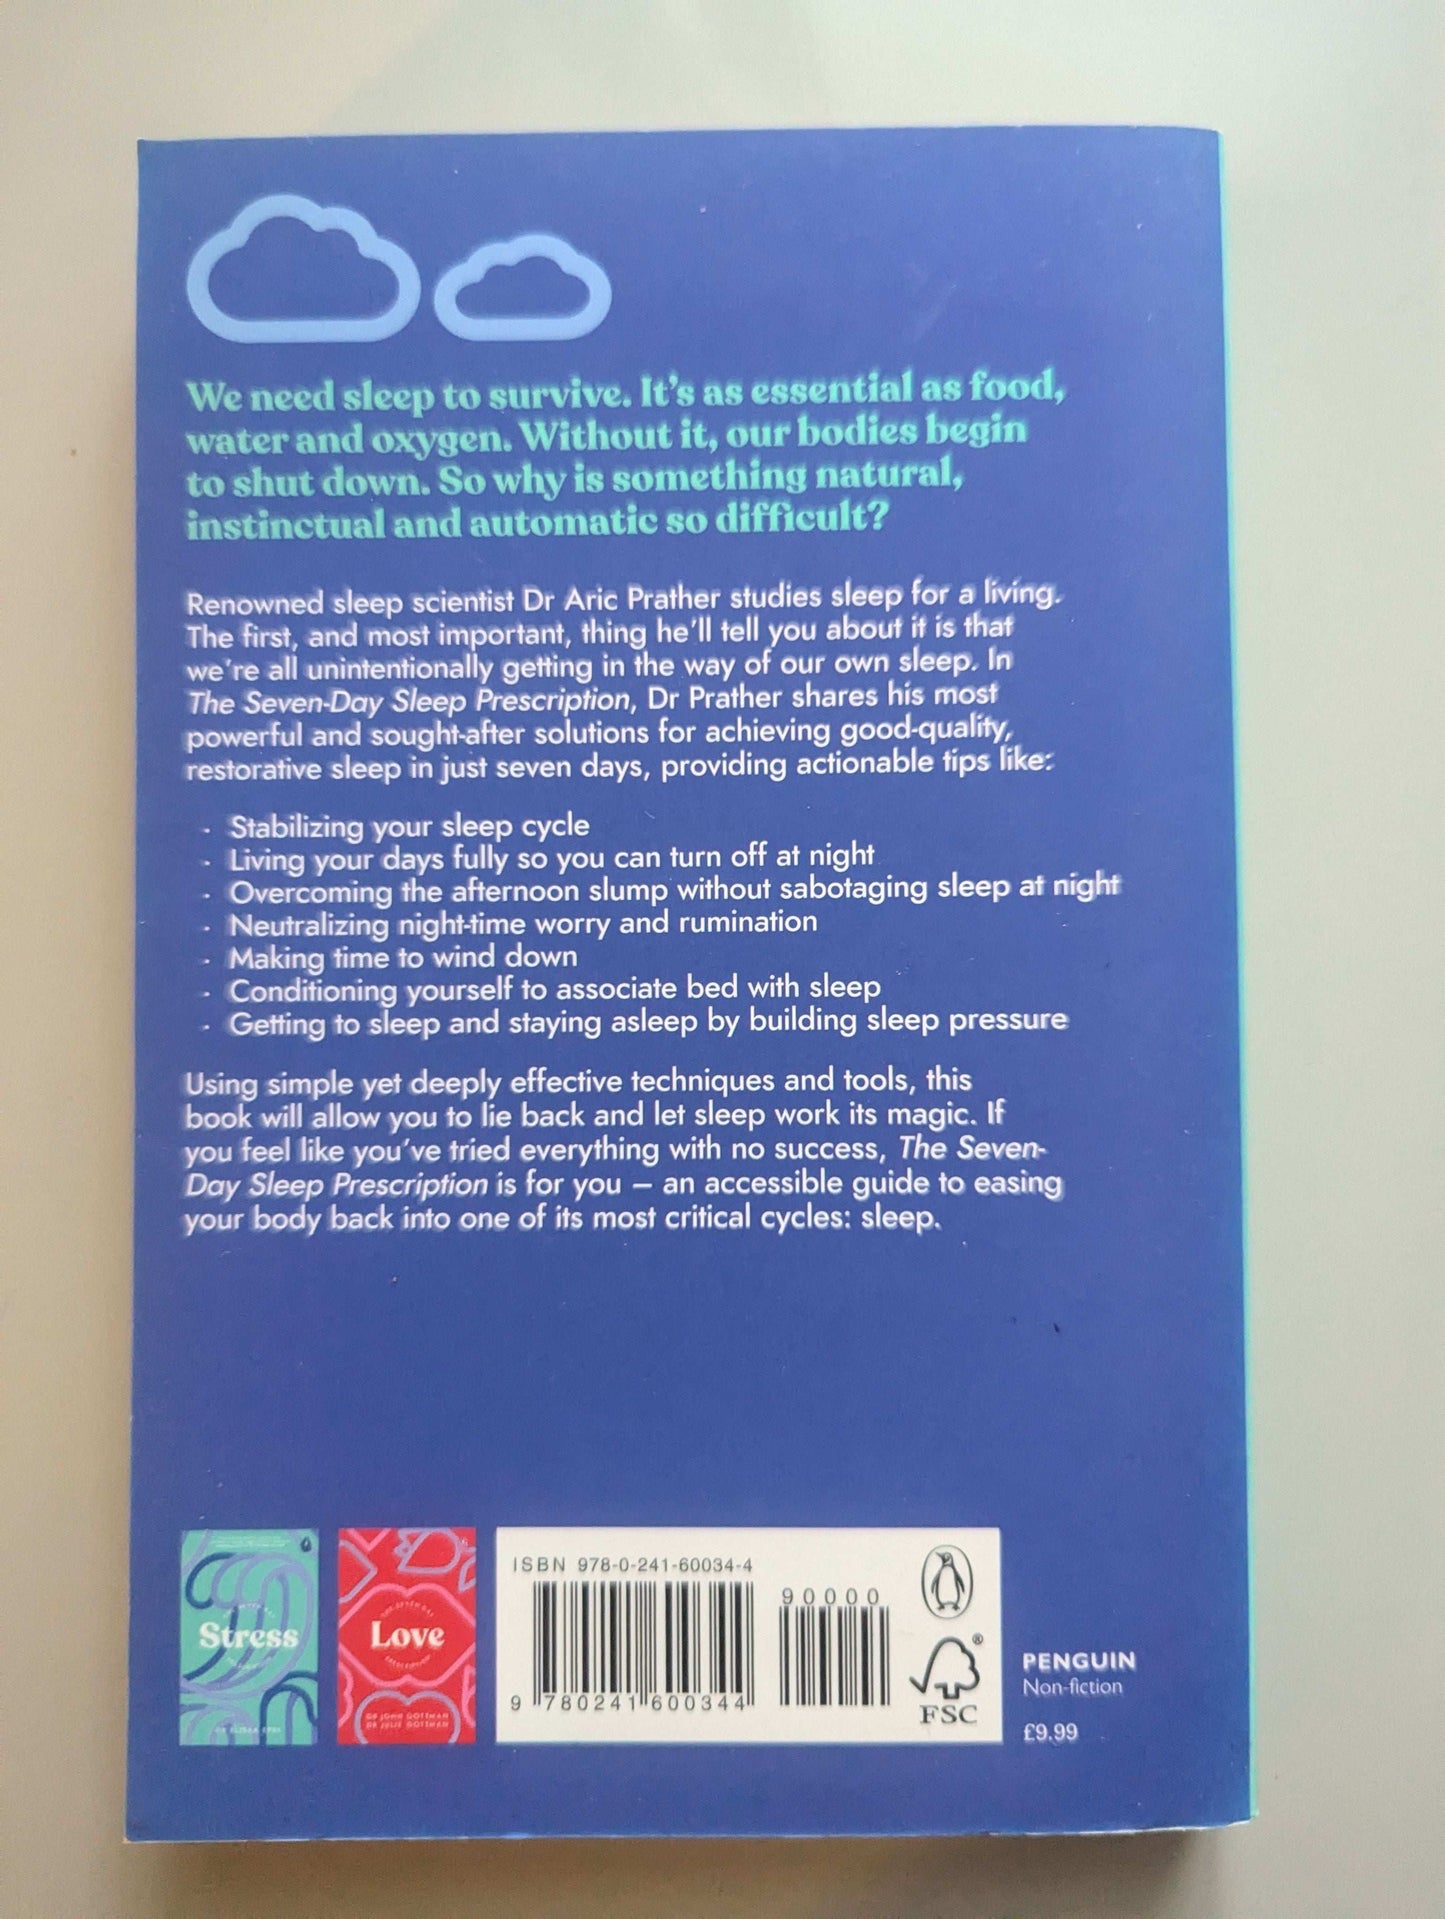 We need sleep to survive. It's as essential as food,
water and oxygen. Without it, our bodies begin
to shut down. So why is something natural,
instinctual and automatic so difficult?
Renowned sleep scientist Dr Aric Prather studies sleep for a living.
The first, and most important, thing he'll tell you about it is that
we're all unintentionally getting in the way of our own sleep. In
The Seven-Day Sleep Prescription, Dr Prather shares his most
powerful and sought-after solutions for achieving good-quality,
restorative sleep in just seven days, providing actionable tips like:
· Stabilizing your sleep cycle
· Living your days fully so you can turn off at night
· Overcoming the afternoon slump without sabotaging sleep at night
· Neutralizing night-time worry and rumination
· Making time to wind down
· Conditioning yourself to associate bed with sleep
· Getting to sleep and staying asleep by building sleep pressure
Using simple yet deeply effective techniques and tools, this
book will allow you to lie back and let sleep work its magic. If
you feel like you've tried everything with no success, The Seven-
Day Sleep Prescription is for you – an accessible guide to easing
your body back into one of its most critical cycles: sleep.
Stress
Love
DR JOHN GOTTMAN
DR JULIE GOTTMAN
ISBN 978-0-241-60034-4
90000
9 780241 600344
FSC
®
PENGUIN
Non-fiction
£9.99